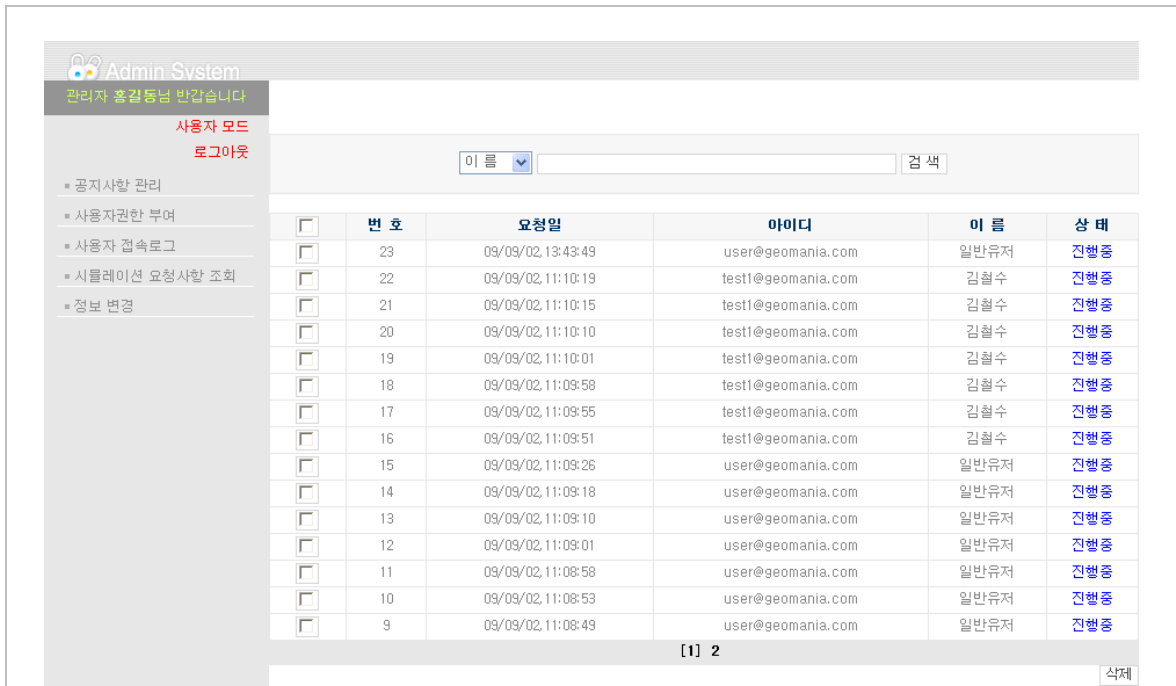 Admin System
관리자 홍길동님 반갑습니다
사용자 모드
로그아웃
공지사항 관리
사용자권한 부여
사용자 접속로그
시뮬레이션 요청사항 조회
정보 변경
이 름 검 색
번 호 요청일 아이디 이 름 상 태
23 09/09/02,13:43:49 user@geomania.com 일반유저 진행중
22 09/09/02,11:10:19 test1@geomania.com 김철수 진행중
21 09/09/02,11:10:15 test1@geomania.com 김철수 진행중
20 09/09/02,11:10:10 test1@geomania.com 김철수 진행중
19 09/09/02,11:10:01 test1@geomania.com 김철수 진행중
18 09/09/02,11:09:58 test1@geomania.com 김철수 진행중
17 09/09/02,11:09:55 test1@geomania.com 김철수 진행중
16 09/09/02,11:09:51 test1@geomania.com 김철수 진행중
15 09/09/02,11:09:26 user@geomania.com 일반유저 진행중
14 09/09/02,11:09:18 user@geomania.com 일반유저 진행중
13 09/09/02,11:09:10 user@geomania.com 일반유저 진행중
12 09/09/02,11:09:01 user@geomania.com 일반유저 진행중
11 09/09/02,11:08:58 user@geomania.com 일반유저 진행중
10 09/09/02,11:08:53 user@geomania.com 일반유저 진행중
9 09/09/02,11:08:49 user@geomania.com 일반유저 진행중
[1] 2
삭제